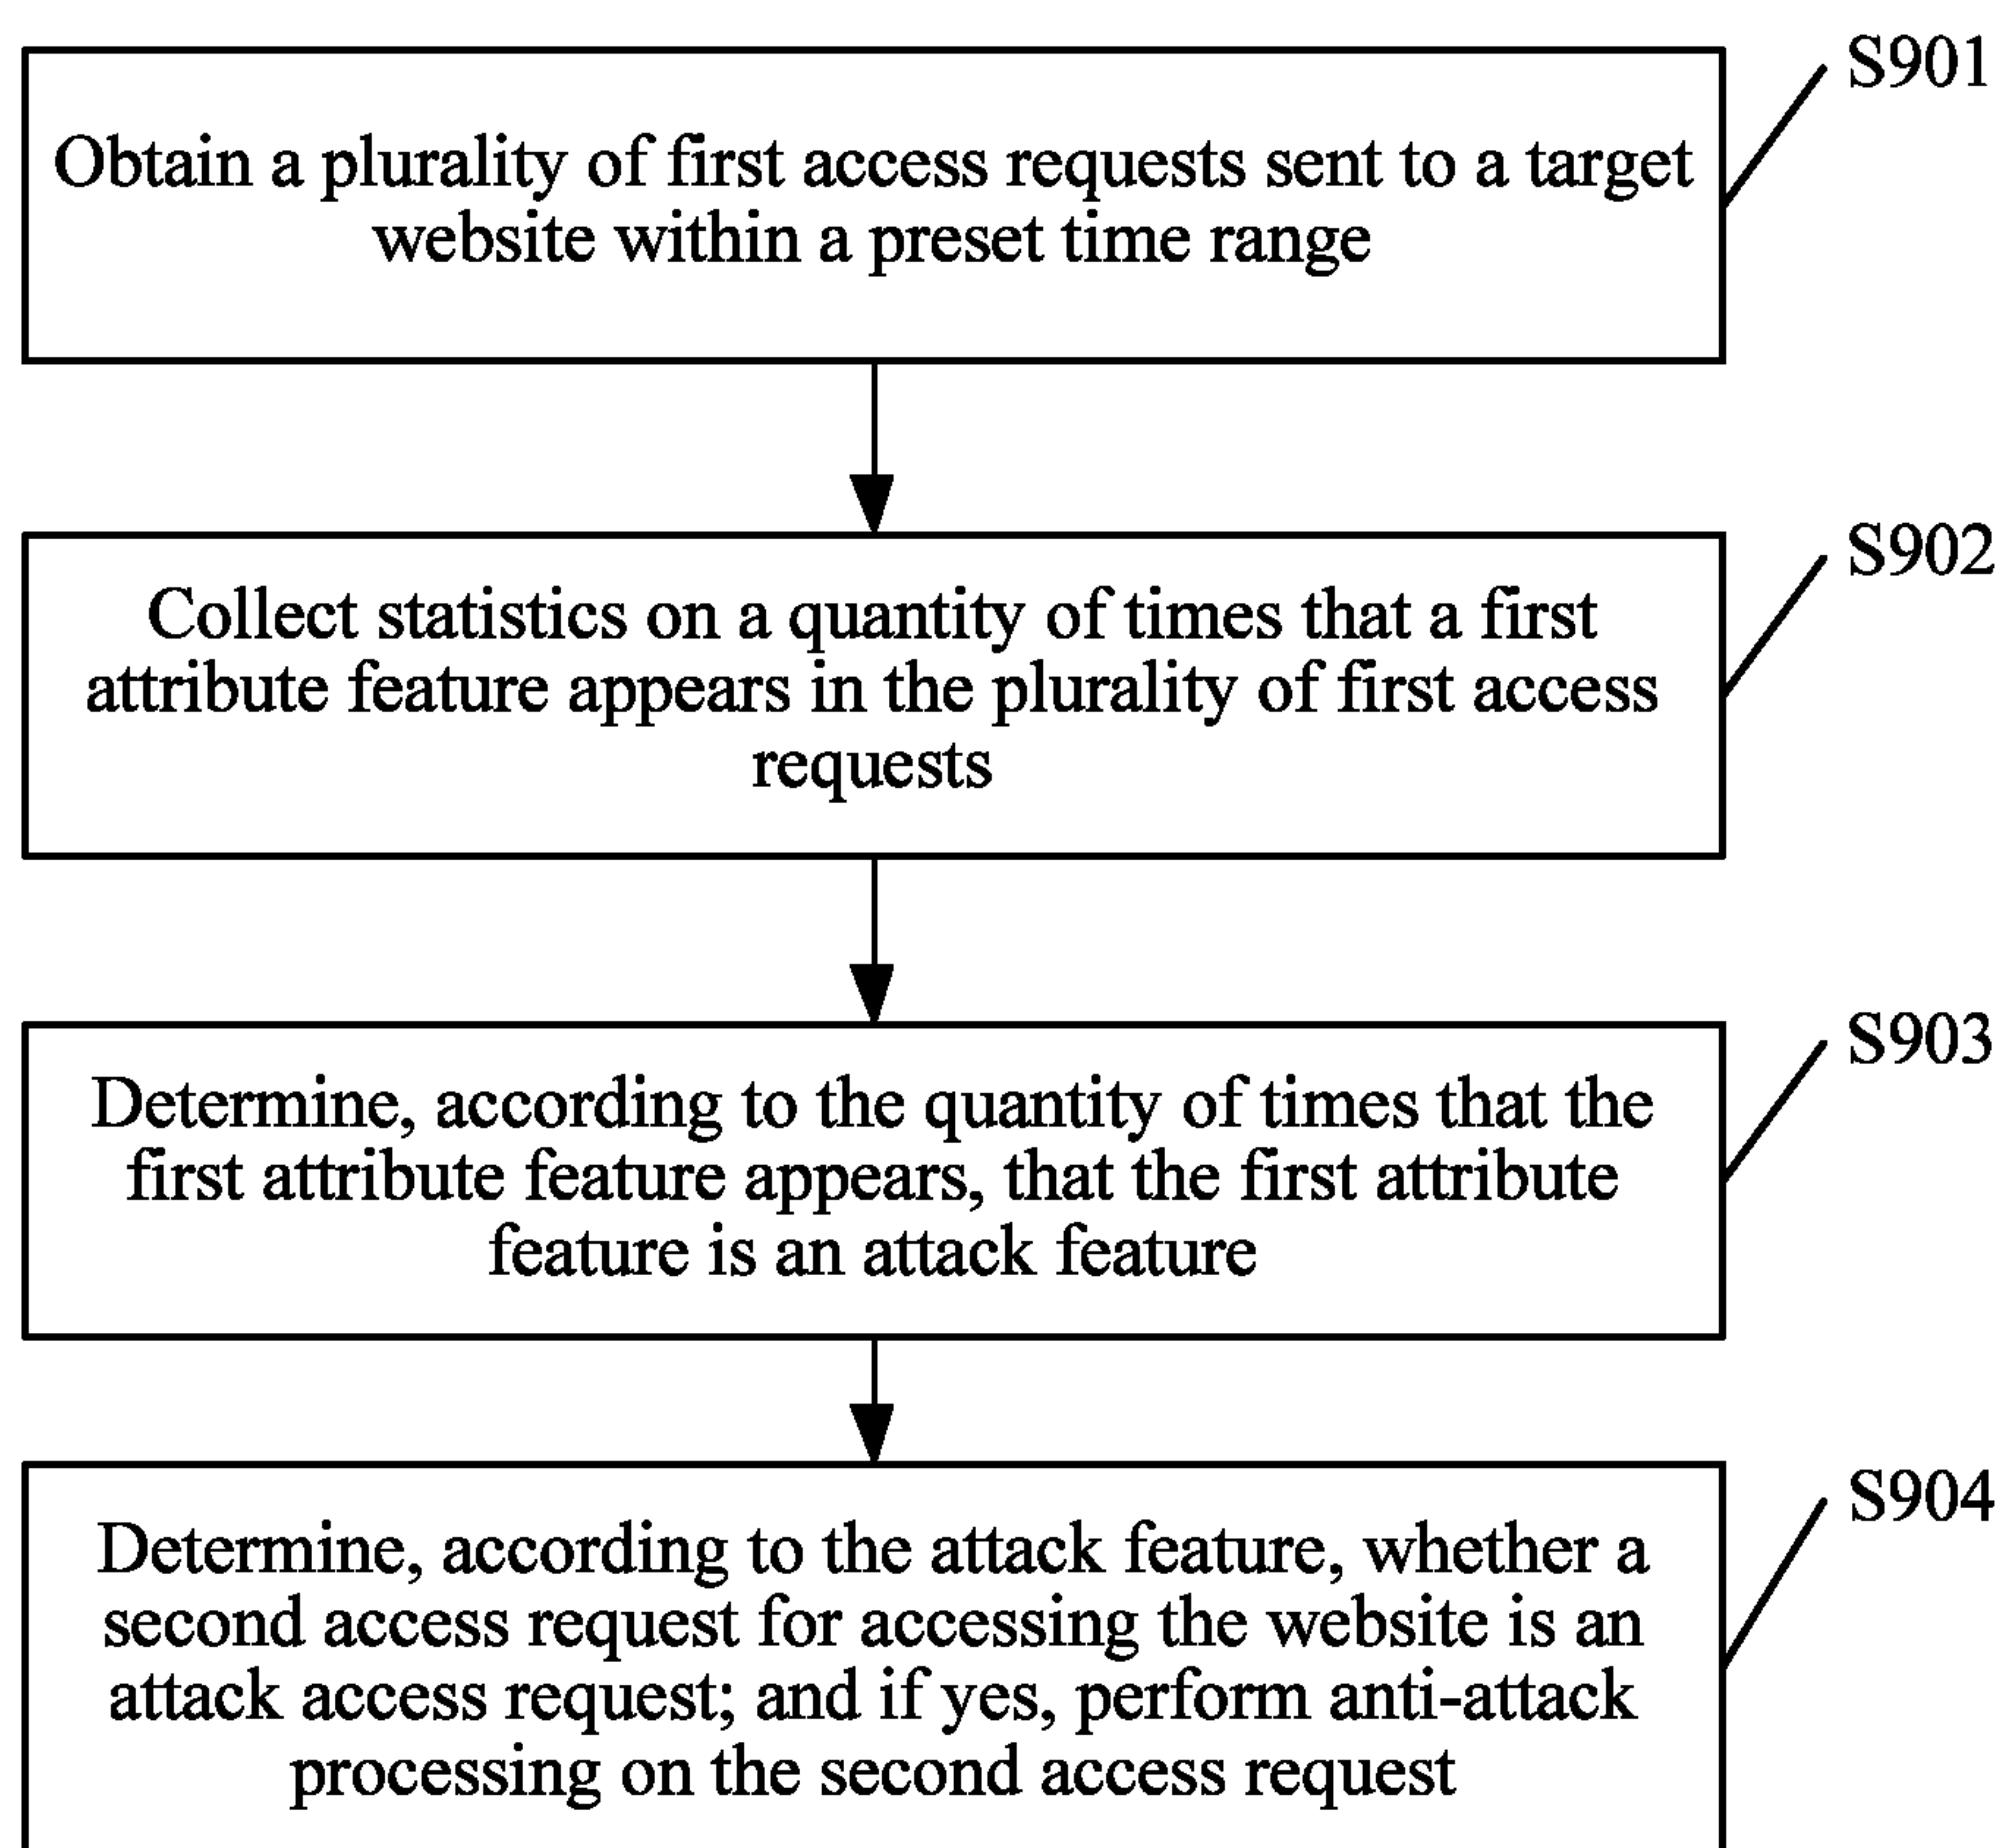 S901
Obtain a plurality of first access requests sent to a target
website within a preset time range
S902
Collect statistics on a quantity of times that a first
attribute feature appears in the plurality of first access
requests
S903
Determine, according to the quantity of times that the
first attribute feature appears, that the first attribute
feature is an attack feature
S904
Determine, according to the attack feature, whether a
second access request for accessing the website is an
attack access request; and if yes, perform anti-attack
processing on the second access request